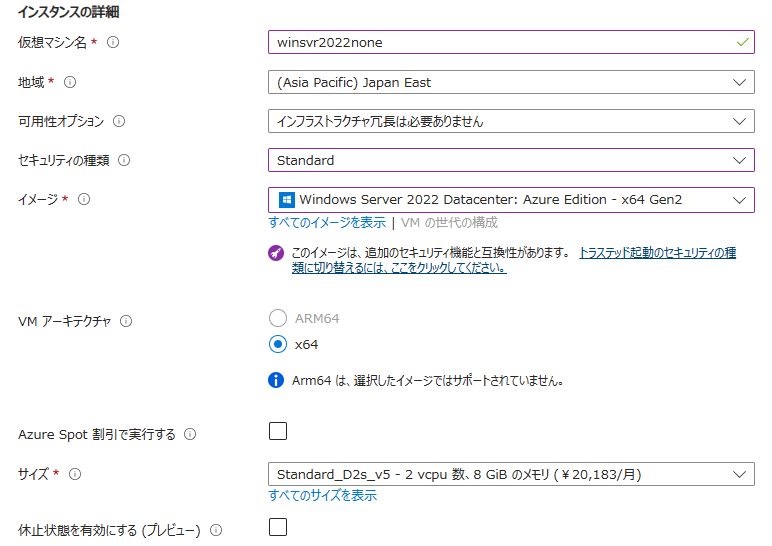 インスタンスの詳細
仮想マシン名 *
winsvr2022none
地域 *
(Asia Pacific) Japan East
可用性オプション
インフラストラクチャ冗長は必要ありません
セキュリティの種類
Standard
イメージ *
Windows Server 2022 Datacenter: Azure Edition - x64 Gen2
すべてのイメージを表示 | VM の世代の構成
このイメージは、追加のセキュリティ機能と互換性があります。 トラステッド起動のセキュリティの種
類に切り替えるには、ここをクリックしてください。
VM アーキテクチャ
ARM64
x64
Arm64 は、選択したイメージではサポートされていません。
Azure Spot 割引で実行する
サイズ *
Standard_D2s_v5 - 2 vcpu 数、8 GiB のメモリ (¥20,183/月)
すべてのサイズを表示
休止状態を有効にする (プレビュー)